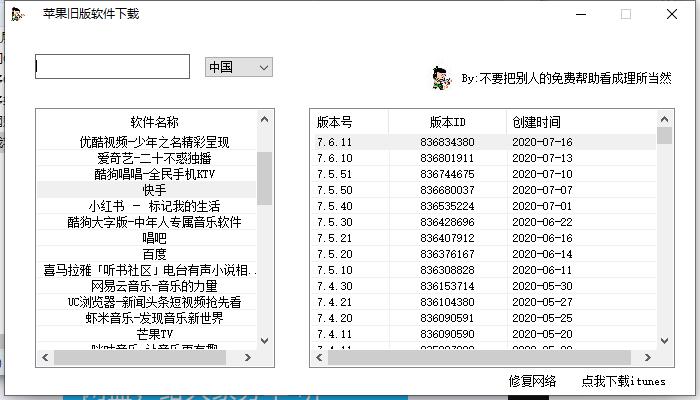 苹果旧版软件下载
中国
By:不要把别人的免费帮助看成理所当然
软件名称
优酷视频-少年之名精彩呈现
爱奇艺-二十不惑独播
酷狗唱唱-全民手机KTV
快手
小红书 - 标记我的生活
酷狗大字版-中年人专属音乐软件
唱吧
百度
喜马拉雅「听书社区」电台有声小说相..
网易云音乐-音乐的力量
UC浏览器-新闻头条短视频抢先看
虾米音乐-发现音乐新世界
芒果TV
咪咕音乐-让音乐更有趣
版本号 版本ID 创建时间
7.6.11 836834380 2020-07-16
7.6.10 836801911 2020-07-13
7.5.51 836744675 2020-07-10
7.5.50 836680037 2020-07-07
7.5.40 836535224 2020-07-01
7.5.30 836428696 2020-06-22
7.5.21 836407912 2020-06-16
7.5.20 836376167 2020-06-14
7.5.10 836308828 2020-06-11
7.4.30 836153714 2020-05-30
7.4.21 836104380 2020-05-27
7.4.20 836090591 2020-05-25
7.4.11 836090590 2020-05-20
修复网络 点我下载itunes